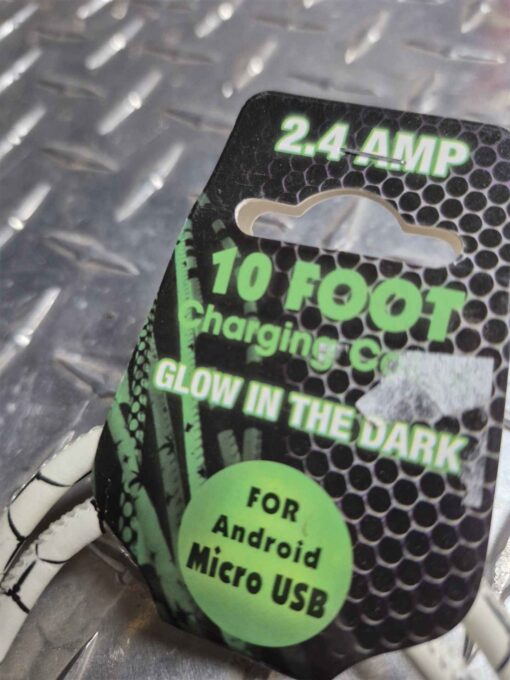 2.4 AMP
10 FOOT
Charging
GLOW IN THE DARK
FOR
Android
Micro USB